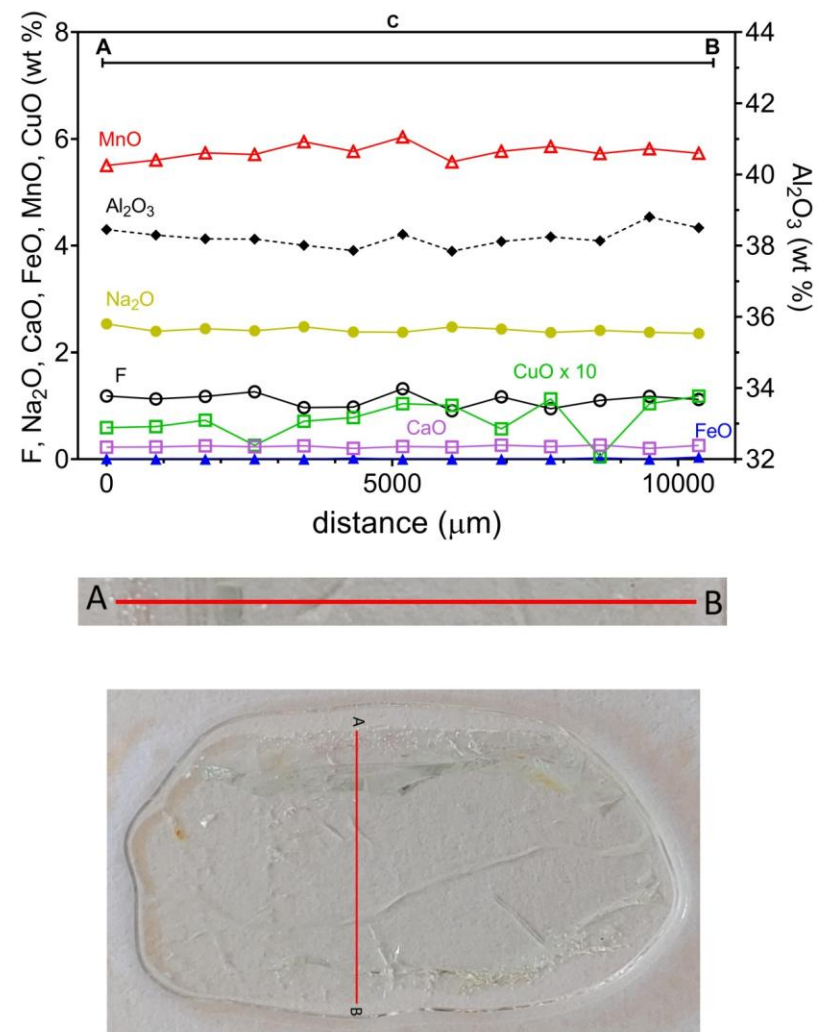 C
8
44
A
B
42
6
MnO
40
Al₂O₃
4
38
Na₂O
36
2
F
CuO x 10
34
CaO
FeO
0
32
0
5000
10000
F, Na₂O, CaO, FeO, MnO, CuO (wt %)
Al₂O₃ (wt %)
distance (μm)
A
B
A
B